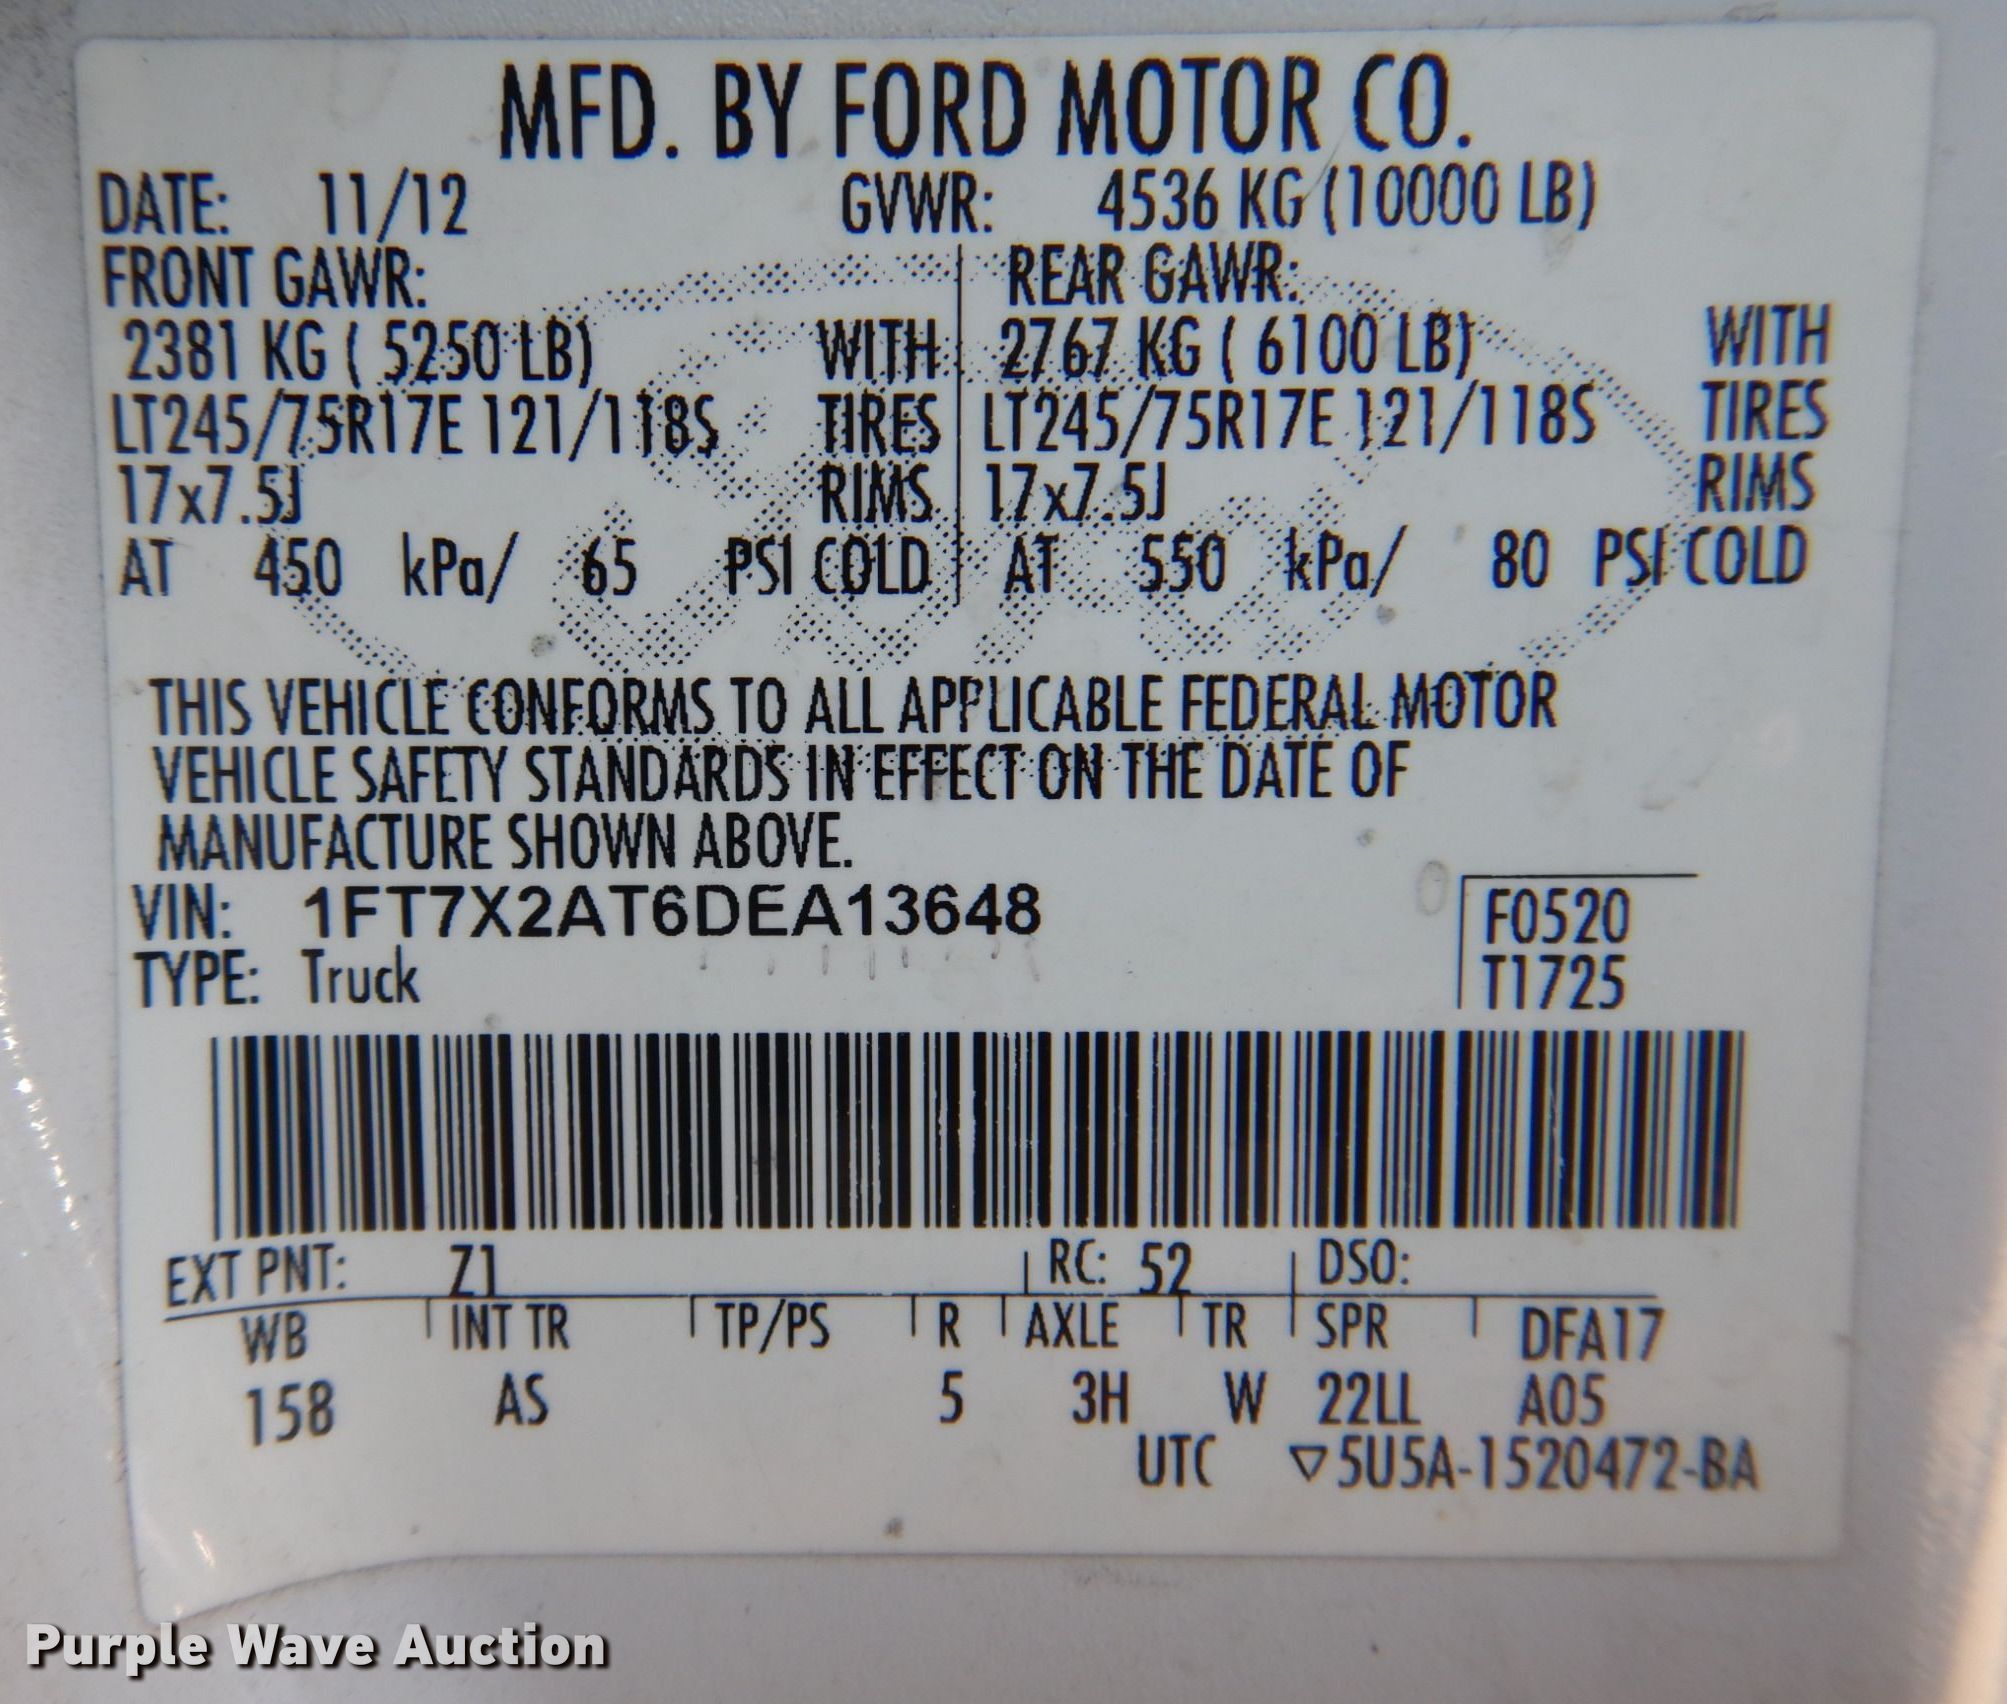 MFD. BY FORD MOTOR CO.
DATE: 11/12 GVWR: 4536 KG (10000 LB)
FRONT GAWR: REAR GAWR:
2381 KG ( 5250 LB) WITH 2767 KG ( 6100 LB) WITH
LT245/75R17E 121/118S TIRES LT245/75R17E 121/118S TIRES
17x7.5J RIMS 17x7.5J RIMS
AT 450 kPa/ 65 PSI COLD AT 550 kPa/ 80 PSI COLD
THIS VEHICLE CONFORMS TO ALL APPLICABLE FEDERAL MOTOR
VEHICLE SAFETY STANDARDS IN EFFECT ON THE DATE OF
MANUFACTURE SHOWN ABOVE.
VIN: 1FT7X2AT6DEA13648 F0520
TYPE: Truck T1725
EXT PNT: Z1 RC: 52 DSO:
WB INT TR TP/PS R AXLE TR SPR DFA17
158 AS 5 3H W 22LL A05
UTC ▽5U5A-1520472-BA
Purple Wave Auction